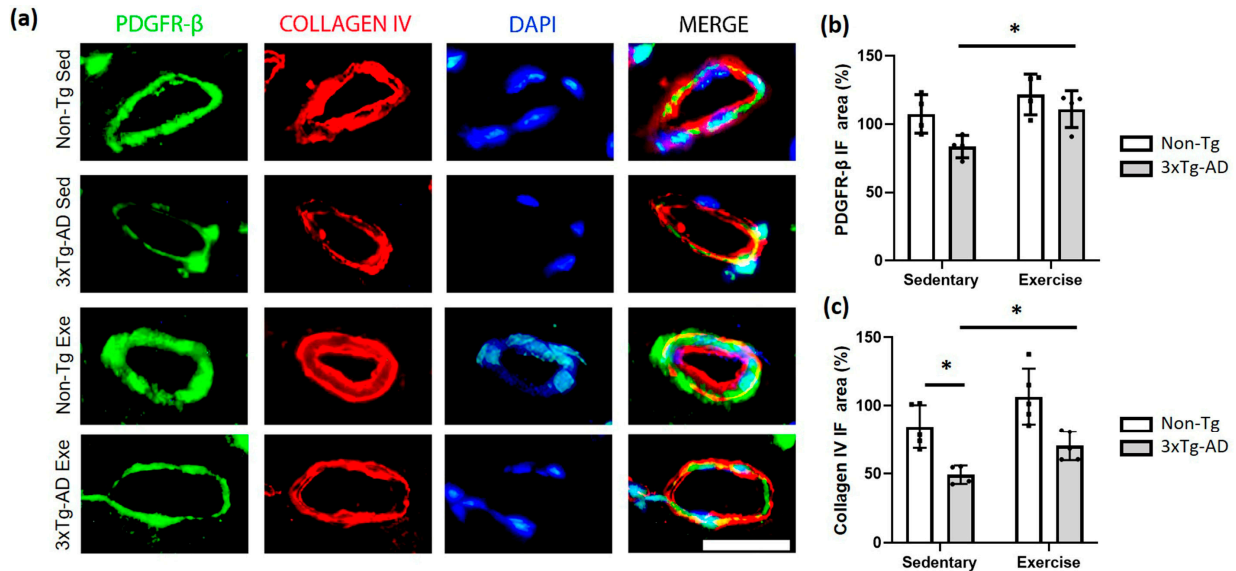 (a)
PDGFR-β COLLAGEN IV DAPI MERGE
Non-Tg Sed
3xTg-AD Sed
Non-Tg Exe
3xTg-AD Exe
(b)
*
PDGFR-β IF area (%)
150
100
50
0
Sedentary Exercise
Non-Tg
3xTg-AD
(c)
*
*
Collagen IV IF area (%)
150
100
50
0
Sedentary Exercise
Non-Tg
3xTg-AD